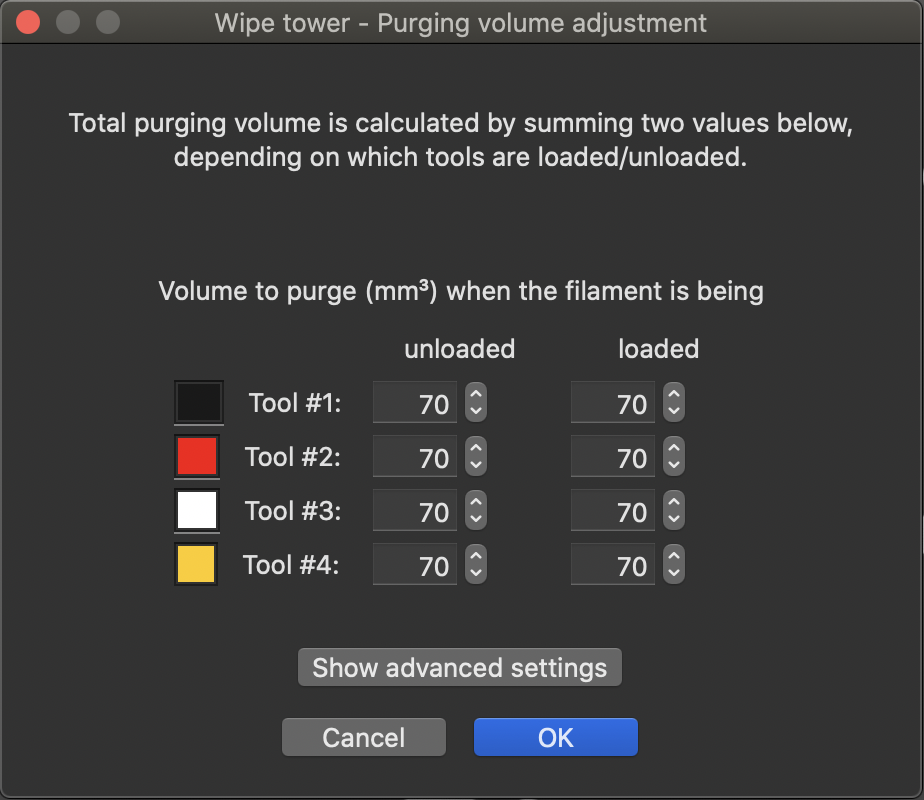 Wipe tower - Purging volume adjustment
Total purging volume is calculated by summing two values below,
depending on which tools are loaded/unloaded.
Volume to purge (mm³) when the filament is being
unloaded loaded
Tool #1: 70 70
Tool #2: 70 70
Tool #3: 70 70
Tool #4: 70 70
Show advanced settings
Cancel OK